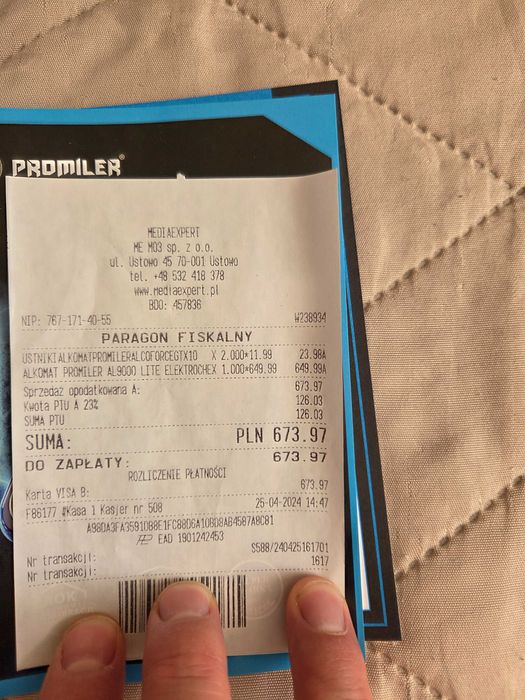 PROMILER®
MEDIAEXPERT
ME M03 sp. z o.o.
ul. Ustowo 45 70-001 Ustowo
tel. +48 532 418 378
www.mediaexpert.pl
BDO: 457836
NIP: 767-171-40-55 W238934
PARAGON FISKALNY
USTNIKIALKOMATPROMILERALCOFORCEGTX10 X 2.000*11.99 23.98A
ALKOMAT PROMILER AL9000 LITE ELEKTROCHEX 1.000*649.99 649.99A
Sprzedaż opodatkowana A: 673.97
Kwota PTU A 23% 126.03
SUMA PTU 126.03
SUMA: PLN 673.97
DO ZAPŁATY: 673.97
ROZLICZENIE PŁATNOŚCI
Karta VISA B: 673.97
F86177 #Kasa 1 Kasjer nr 508 25-04-2024 14:47
A98DA3FA3591D88E1FC88D6A10BD8AB4587A8C81
EAD 1901242453
Nr transakcji: S588/240425161701
Nr transakcji: 1617